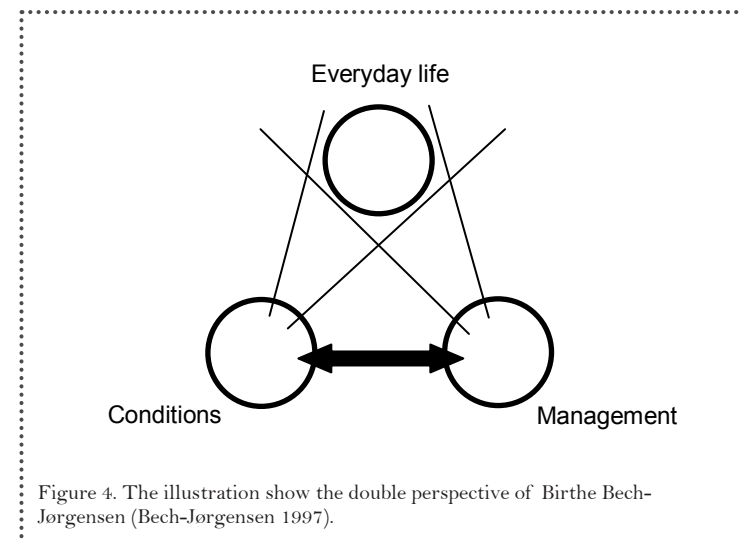 Everyday life
Conditions
Management
Figure 4. The illustration show the double perspective of Birthe Bech-
Jørgensen (Bech-Jørgensen 1997).